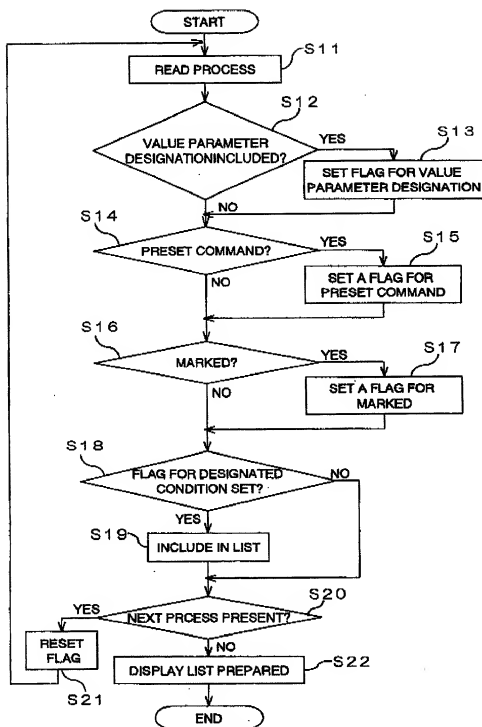 START
S11
READ PROCESS
S12
VALUE PARAMETER
DESIGNATIONINCLUDED?
YES
S13
SET FLAG FOR VALUE
PARAMETER DESIGNATION
NO
S14
PRESET COMMAND?
YES
S15
SET A FLAG FOR
PRESET COMMAND
NO
S16
MARKED?
YES
S17
SET A FLAG FOR
MARKED
NO
S18
FLAG FOR DESIGNATED
CONDITION SET?
NO
YES
S19
INCLUDE IN LIST
S20
YES
NEXT PRCESS PRESENT?
RESET
FLAG
S21
NO
DISPLAY LIST PREPARED
S22
END